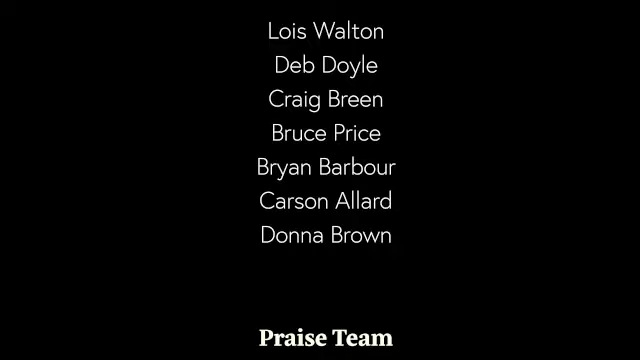 Lois Walton
Deb Doyle
Craig Breen
Bruce Price
Bryan Barbour
Carson Allard
Donna Brown
Praise Team